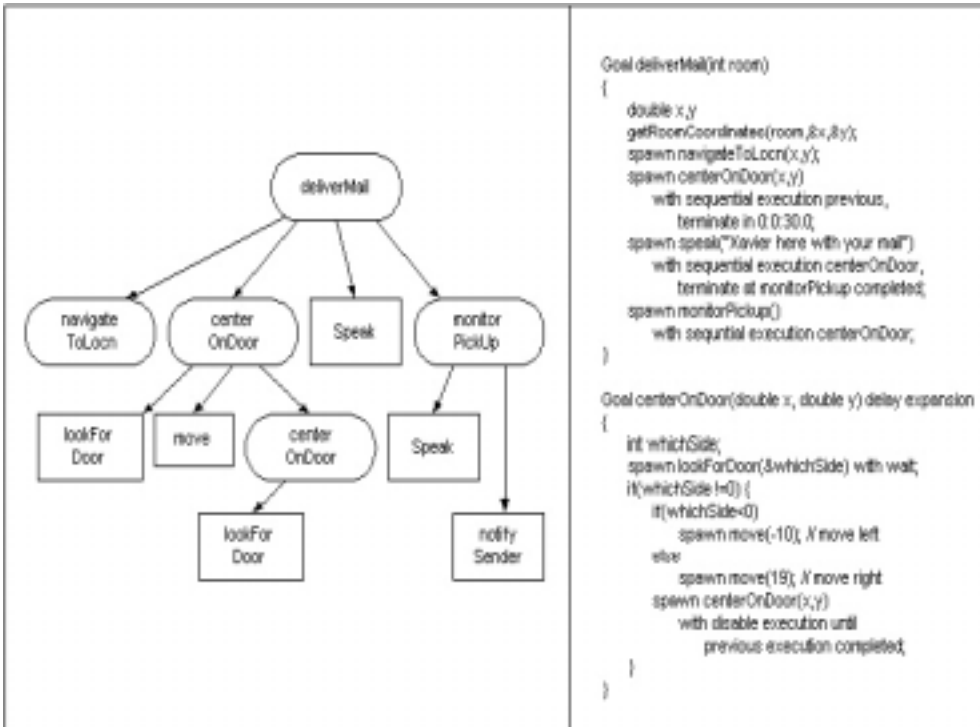 deliverMail
navigate
ToLocn
center
OnDoor
Speak
monitor
PickUp
lookFor
Door
move
center
OnDoor
Speak
lookFor
Door
notify
Sender
Goal deliverMail(int room)
{
double x,y
getRoomCoordinates(room,&x,&y);
spawn navigateToLocn(x,y);
spawn centerOnDoor(x,y)
with sequential execution previous,
terminate in 0:0:30.0;
spawn speak("Xavier here with your mail")
with sequential execution centerOnDoor,
terminate at monitorPickup completed;
spawn monitorPickup()
with sequntial execution centerOnDoor;
}
Goal centerOnDoor(double x, double y) delay expansion
{
int whichSide;
spawn lookForDoor(&whichSide) with wait;
if(whichSide !=0) {
if(whichSide<0)
spawn move(-10); // move left
else
spawn move(19); // move right
spawn centerOnDoor(x,y)
with disable execution until
previous execution completed;
}
}